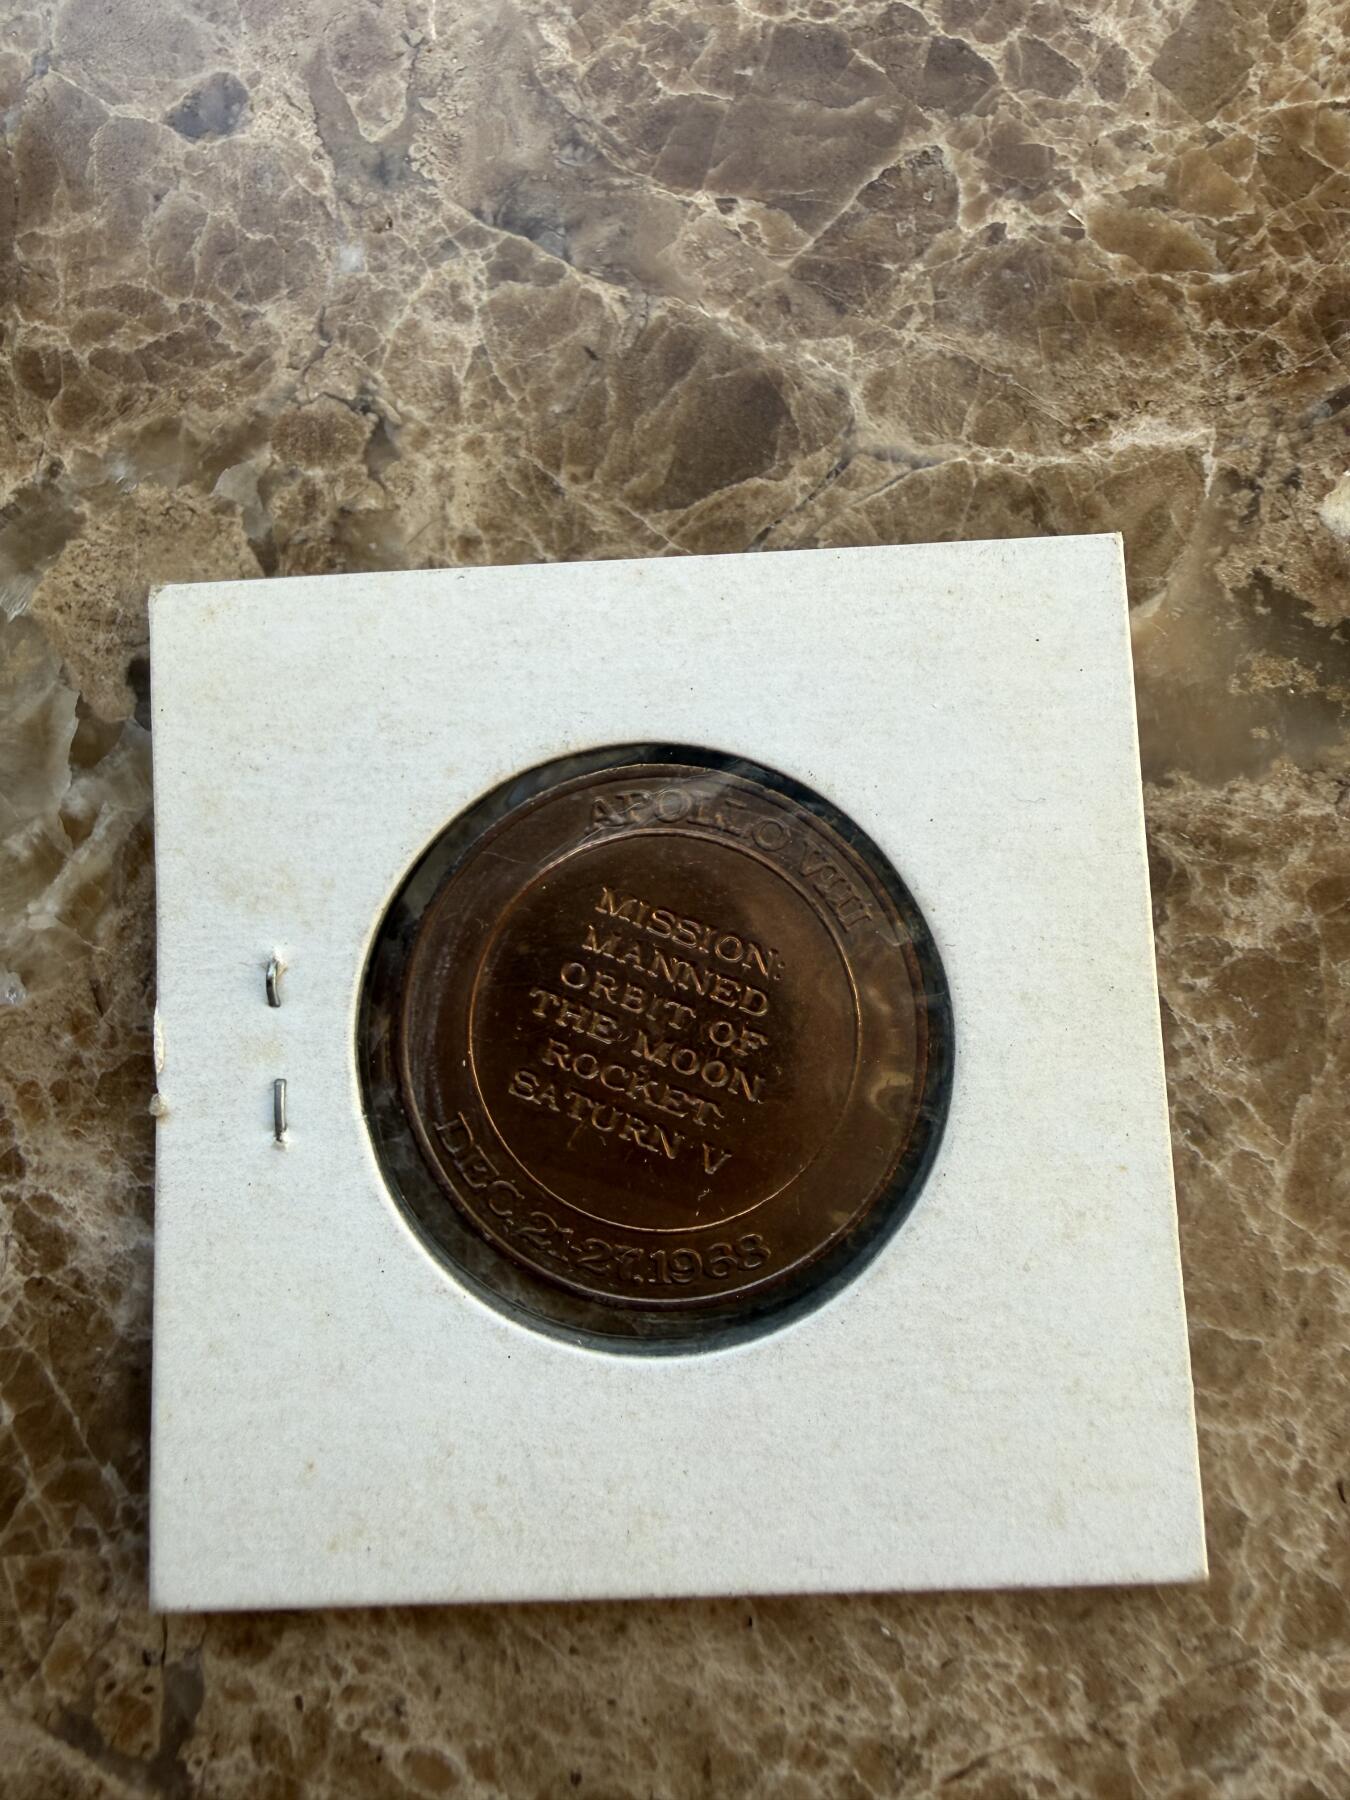 APOLLO VIII
MISSION:
MANNED
ORBIT OF
THE MOON
ROCKET:
SATURN V
DEC. 21-27, 1968